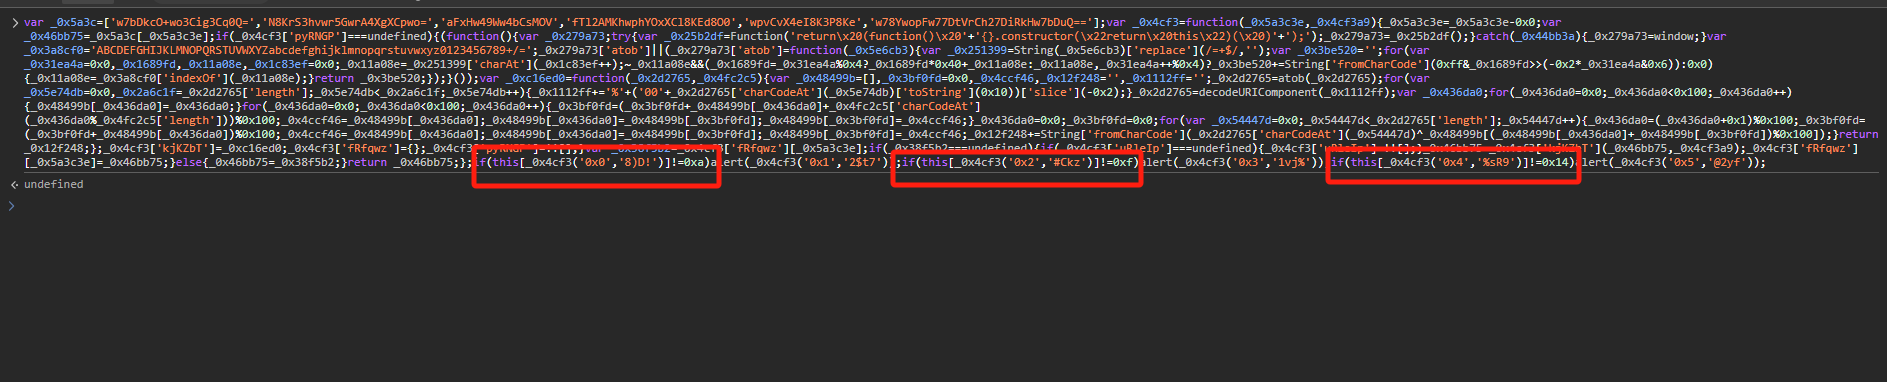 var _0x5a3c=['w7bDkcO+wo3Cig3Cq0Q=','N8KrS3hvwr5GwrA4XgXCpwo=','aFxHw49Ww4bCsMOV','fTl2AMKhwphYOxXCl8KEd8O0','wpvCvX4eI8K3P8Ke','w78YwopFw77DtVrCh27DiRkHw7bDuQ=='];var _0x4cf3=function(_0x5a3c3e,_0x4cf3a9){_0x5a3c3e=_0x5a3c3e-0x0;var
_0x46bb75=_0x5a3c[_0x5a3c3e];if(_0x4cf3['pyRNGP']===undefined){(function(){var _0x279a73;try{var _0x25b2df=Function('return\x20(function()\x20'+'{}.constructor(\x22return\x20this\x22)(\x20)'+');');_0x279a73=_0x25b2df();}catch(_0x44bb3a){_0x279a73=window;}var
_0x3a8cf0='ABCDEFGHIJKLMNOPQRSTUVWXYZabcdefghijklmnopqrstuvwxyz0123456789+/=';_0x279a73['atob']||(_0x279a73['atob']=function(_0x5e6cb3){var _0x251399=String(_0x5e6cb3)['replace'](/=+$/,'');var _0x3be520='';for(var
_0x31ea4a=0x0,_0x1689fd,_0x11a08e,_0x1c83ef=0x0;_0x11a08e=_0x251399['charAt'](_0x1c83ef++);~_0x11a08e&&(_0x1689fd=_0x31ea4a%0x4?_0x1689fd*0x40+_0x11a08e:_0x11a08e,_0x31ea4a++%0x4)?_0x3be520+=String['fromCharCode'](0xff&_0x1689fd>>(-0x2*_0x31ea4a&0x6)):0x0)
{_0x11a08e=_0x3a8cf0['indexOf'](_0x11a08e);}return _0x3be520;});}());var _0xc16ed0=function(_0x2d2765,_0x4fc2c5){var _0x48499b=[],_0x3bf0fd=0x0,_0x4ccf46,_0x12f248='',_0x1112ff='';_0x2d2765=atob(_0x2d2765);for(var
_0x5e74db=0x0,_0x2a6c1f=_0x2d2765['length'];_0x5e74db<_0x2a6c1f;_0x5e74db++){_0x1112ff+='%'+('00'+_0x2d2765['charCodeAt'](_0x5e74db)['toString'](0x10))['slice'](-0x2);}_0x2d2765=decodeURIComponent(_0x1112ff);var _0x436da0;for(_0x436da0=0x0;_0x436da0<0x100;_0x436da0++)
{_0x48499b[_0x436da0]=_0x436da0;}for(_0x436da0=0x0;_0x436da0<0x100;_0x436da0++){_0x3bf0fd=(_0x3bf0fd+_0x48499b[_0x436da0]+_0x4fc2c5['charCodeAt']
(_0x436da0%_0x4fc2c5['length']))%0x100;_0x4ccf46=_0x48499b[_0x436da0];_0x48499b[_0x436da0]=_0x48499b[_0x3bf0fd];_0x48499b[_0x3bf0fd]=_0x4ccf46;}_0x436da0=0x0;_0x3bf0fd=0x0;for(var _0x54447d=0x0;_0x54447d<_0x2d2765['length'];_0x54447d++){_0x436da0=(_0x436da0+0x1)%0x100;_0x3bf0fd=
(_0x3bf0fd+_0x48499b[_0x436da0])%0x100;_0x4ccf46=_0x48499b[_0x436da0];_0x48499b[_0x436da0]=_0x48499b[_0x3bf0fd];_0x48499b[_0x3bf0fd]=_0x4ccf46;_0x12f248+=String['fromCharCode'](_0x2d2765['charCodeAt'](_0x54447d)^_0x48499b[(_0x48499b[_0x436da0]+_0x48499b[_0x3bf0fd])%0x100]);}return
_0x12f248;};_0x4cf3['kjKZbT']=_0xc16ed0;_0x4cf3['fRfqwz']={};_0x4cf3['pyRNGP']=!![];}var _0x38f5b2=_0x4cf3['fRfqwz'][_0x5a3c3e];if(_0x38f5b2===undefined){if(_0x4cf3['uRleIp']===undefined){_0x4cf3['uRleIp']=!![];}_0x46bb75=_0x4cf3['kjKZbT'](_0x46bb75,_0x4cf3a9);_0x4cf3['fRfqwz']
[_0x5a3c3e]=_0x46bb75;}else{_0x46bb75=_0x38f5b2;}return _0x46bb75;};if(this[_0x4cf3('0x0','8)D!')]!=0xa)alert(_0x4cf3('0x1','2$t7'));if(this[_0x4cf3('0x2','#Ckz')]!=0xf)alert(_0x4cf3('0x3','1vj%'));if(this[_0x4cf3('0x4','%sR9')]!=0x14)alert(_0x4cf3('0x5','@2yf'));
undefined